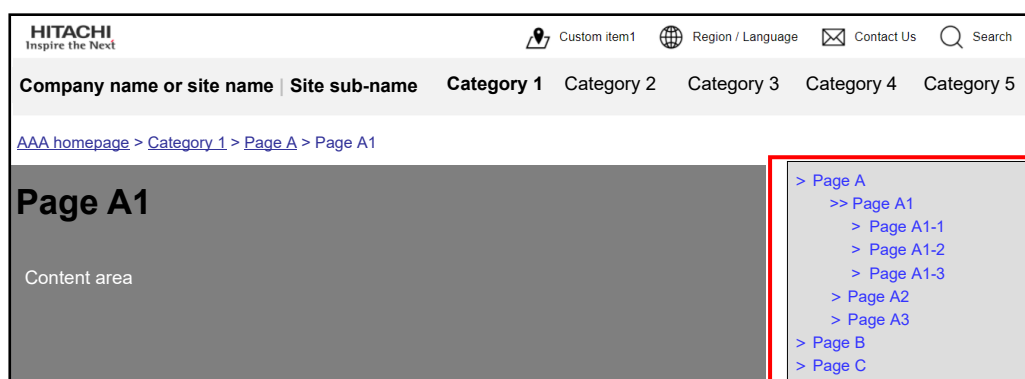 HITACHI
Inspire the Next
Custom item1
Region / Language
Contact Us
Search
Company name or site name | Site sub-name
Category 1
Category 2
Category 3
Category 4
Category 5
AAA homepage > Category 1 > Page A > Page A1
Page A1
Content area
> Page A
>> Page A1
> Page A1-1
> Page A1-2
> Page A1-3
> Page A2
> Page A3
> Page B
> Page C